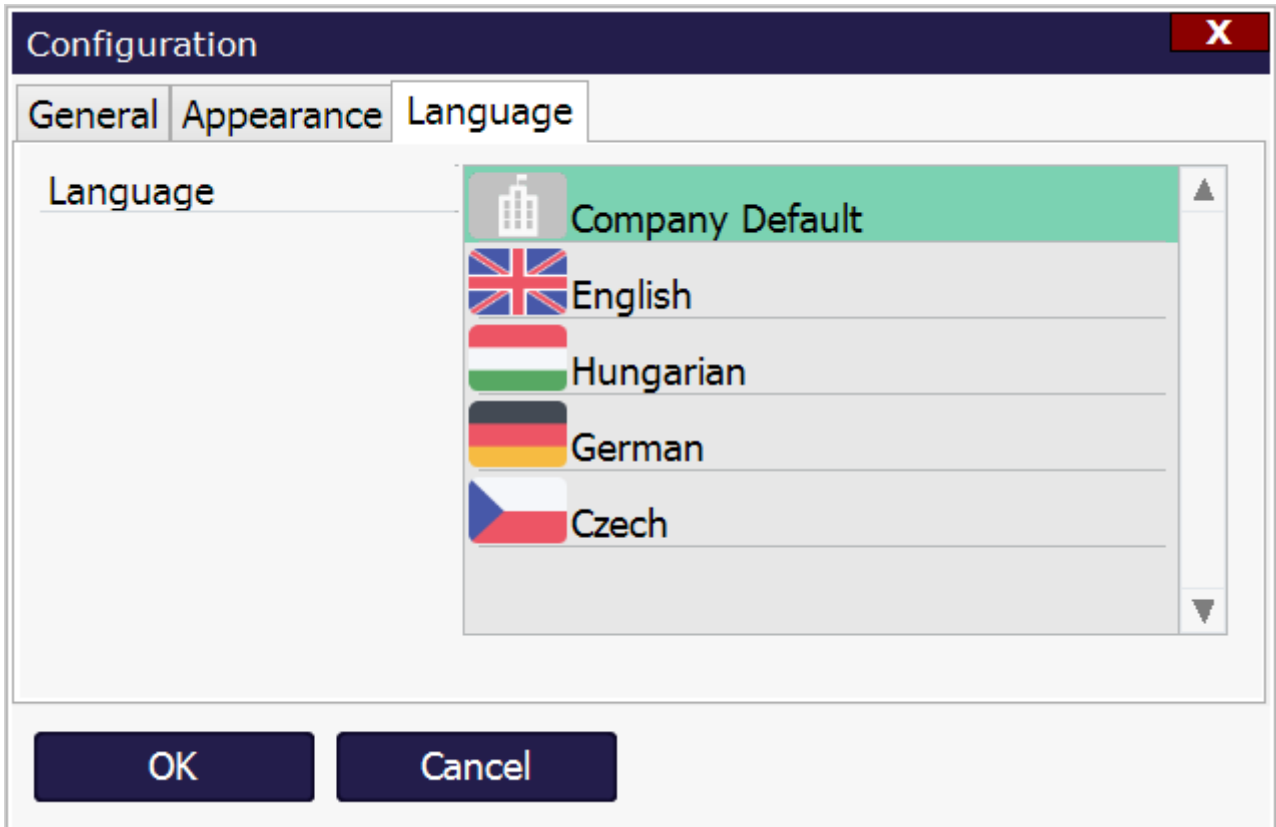 Configuration
X
General Appearance Language
Language
Company Default
English
Hungarian
German
Czech
OK Cancel